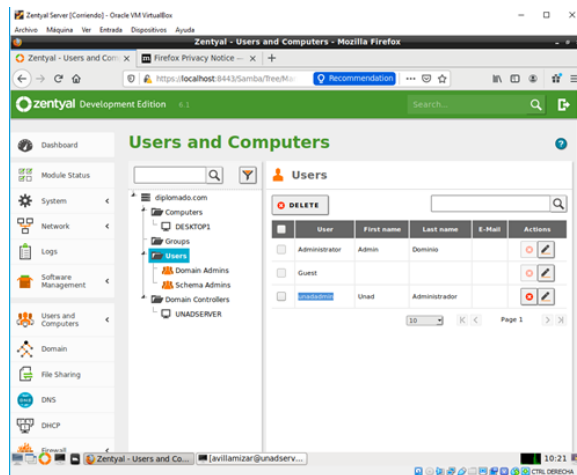 Zentyal Server [Corriendo] - Oracle VM VirtualBox
Archivo Máquina Ver Entrada Dispositivos Ayuda
Zentyal - Users and Computers - Mozilla Firefox
Zentyal - Users and Com
Firefox Privacy Notice —
https://localhost:8443/Samba/Tree/Ma
Recommendation
zentyal Development Edition 4.1
Search...
Dashboard
Module Status
System
Network
Logs
Software Management
Users and Computers
Domain
File Sharing
DNS
DHCP
Firewall
Users and Computers
diplomado.com
Computers
DESKTOP1
Groups
Users
Domain Admins
Schema Admins
Domain Controllers
UNADSERVER
Users
DELETE
User First name Last name E-Mail Actions
Administrator Admin Dominio
Guest
unadadmin Unad Administrador
10 Page 1
Zentyal - Users and Co...
[avillamizar@unadserv...
10:21
CTRL DERECHA